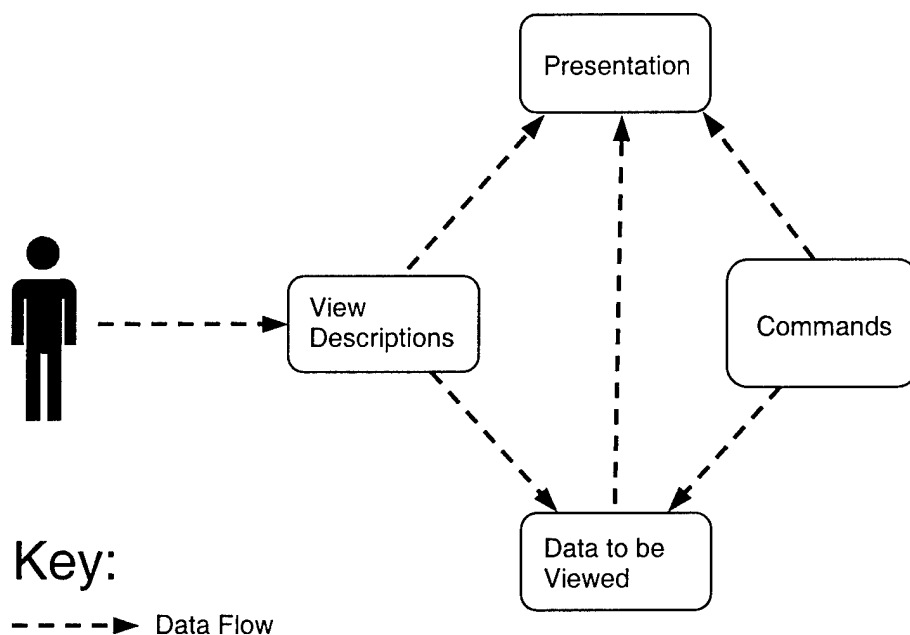 Presentation
View
Descriptions
Commands
Data to be
Viewed
Key:
Data Flow